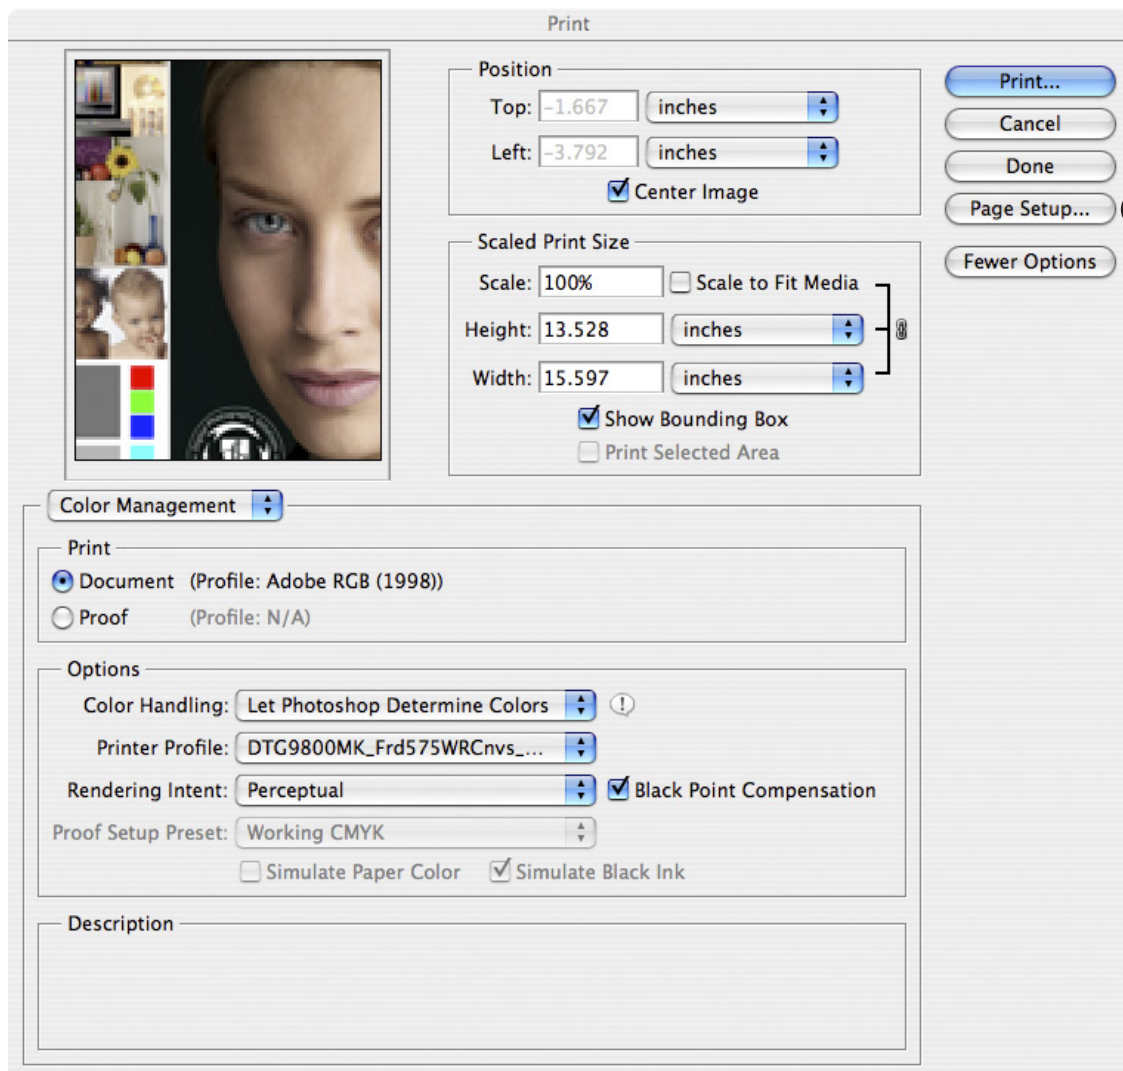 Print
Position
Top: -1.667 inches
Left: -3.792 inches
Center Image
Print...
Cancel
Done
Page Setup...
Fewer Options
Scaled Print Size
Scale: 100% Scale to Fit Media
Height: 13.528 inches
Width: 15.597 inches
Show Bounding Box
Print Selected Area
Color Management
Print
Document (Profile: Adobe RGB (1998))
Proof (Profile: N/A)
Options
Color Handling: Let Photoshop Determine Colors
Printer Profile: DTG9800MK_Frd575WRCnvs_...
Rendering Intent: Perceptual Black Point Compensation
Proof Setup Preset: Working CMYK
Simulate Paper Color Simulate Black Ink
Description